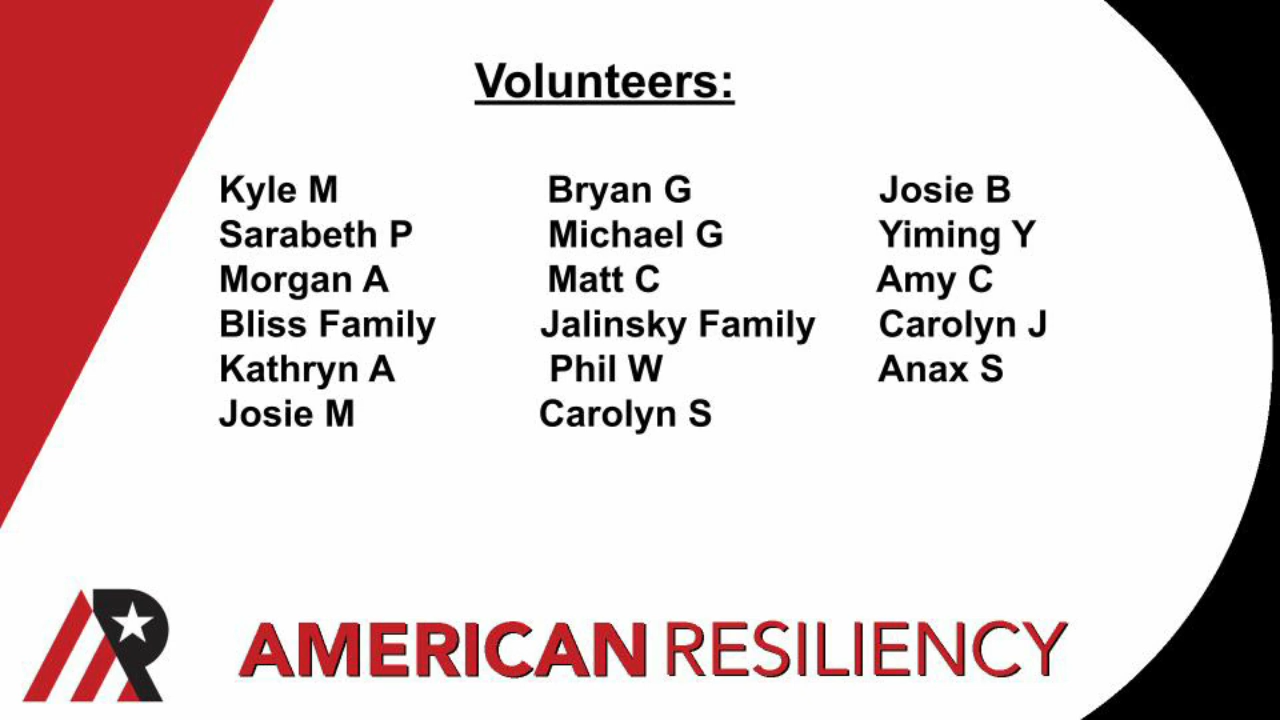 Volunteers:
Kyle M Bryan G Josie B
Sarabeth P Michael G Yiming Y
Morgan A Matt C Amy C
Bliss Family Jalinsky Family Carolyn J
Kathryn A Phil W Anax S
Josie M Carolyn S
AMERICAN RESILIENCY